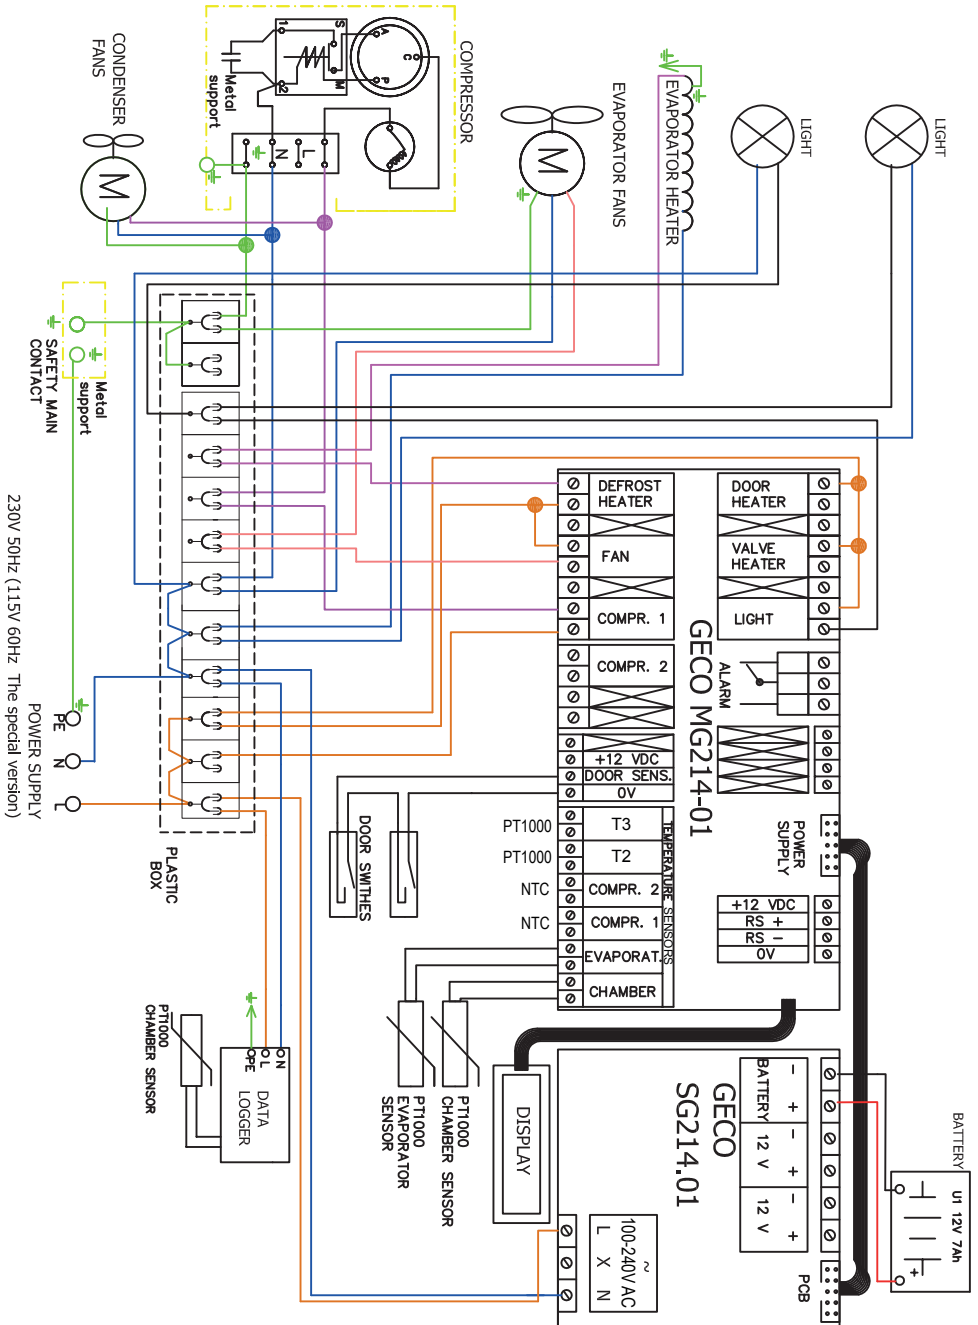 CONDENSER
FANS
COMPRESSOR
S
1
A
C
M
2
P
Metal
support
N
L
M
EVAPORATOR FANS
M
EVAPORATOR HEATER
LIGHT
LIGHT
SAFETY MAIN
CONTACT
Metal
support
230V 50Hz (115V 60Hz The special version)
POWER SUPPLY
PE
N
L
PLASTIC
BOX
DEFROST
HEATER
FAN
COMPR. 1
COMPR. 2
+12 VDC
DOOR SENS.
0V
DOOR
HEATER
VALVE
HEATER
LIGHT
ALARM
GECO MG214-01
POWER
SUPPLY
+12 VDC
RS +
RS -
0V
TEMPERATURE SENSORS
T3
T2
COMPR. 2
COMPR. 1
EVAPORAT.
CHAMBER
PT1000
PT1000
NTC
NTC
DOOR SWITHES
PT1000
CHAMBER SENSOR
PT1000
EVAPORATOR
SENSOR
PT1000
CHAMBER SENSOR
DATA
LOGGER
N
L
PE
DISPLAY
GECO
SG214.01
BATTERY
- +
12 V
- +
12 V
- +
PCB
~
100-240V AC
L X N
BATTERY
U1 12V 7Ah
+